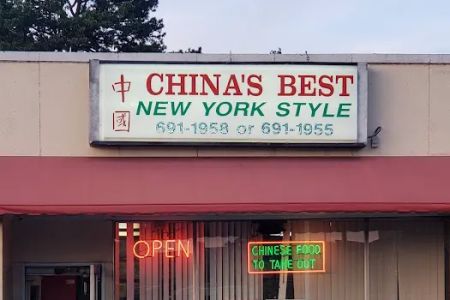 中國
CHINA'S BEST
NEW YORK STYLE
691-1958 or 691-1955
OPEN
CHINESE FOOD
TO TAKE OUT